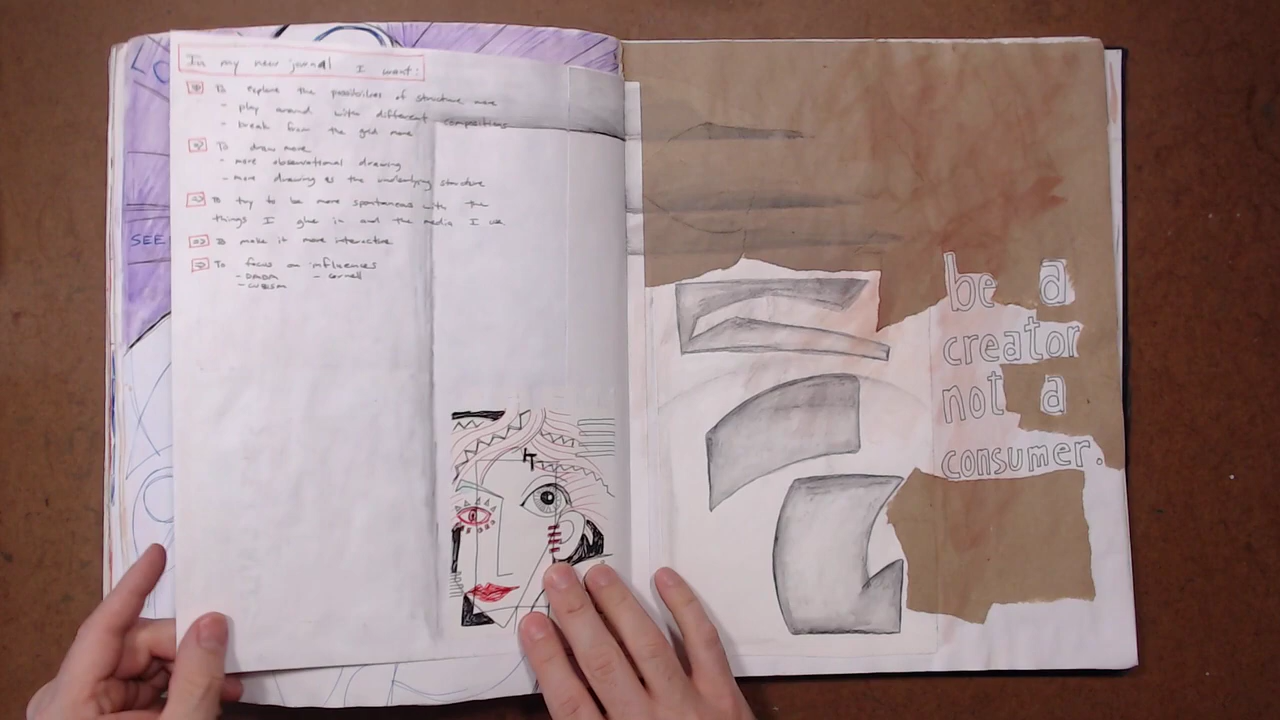 In my new journal I want:
To explore the possibilities of structure more
- play around with different compositions
- break from the grid more
To draw more
- more observational drawing
- more drawing as the underlying structure
To try to be more spontaneous with the
things I glue in and the media I use
To make it more interactive
To focus on influences
- DADA - cornell
- CUBISM
SEE
be a
creator
not a
consumer.